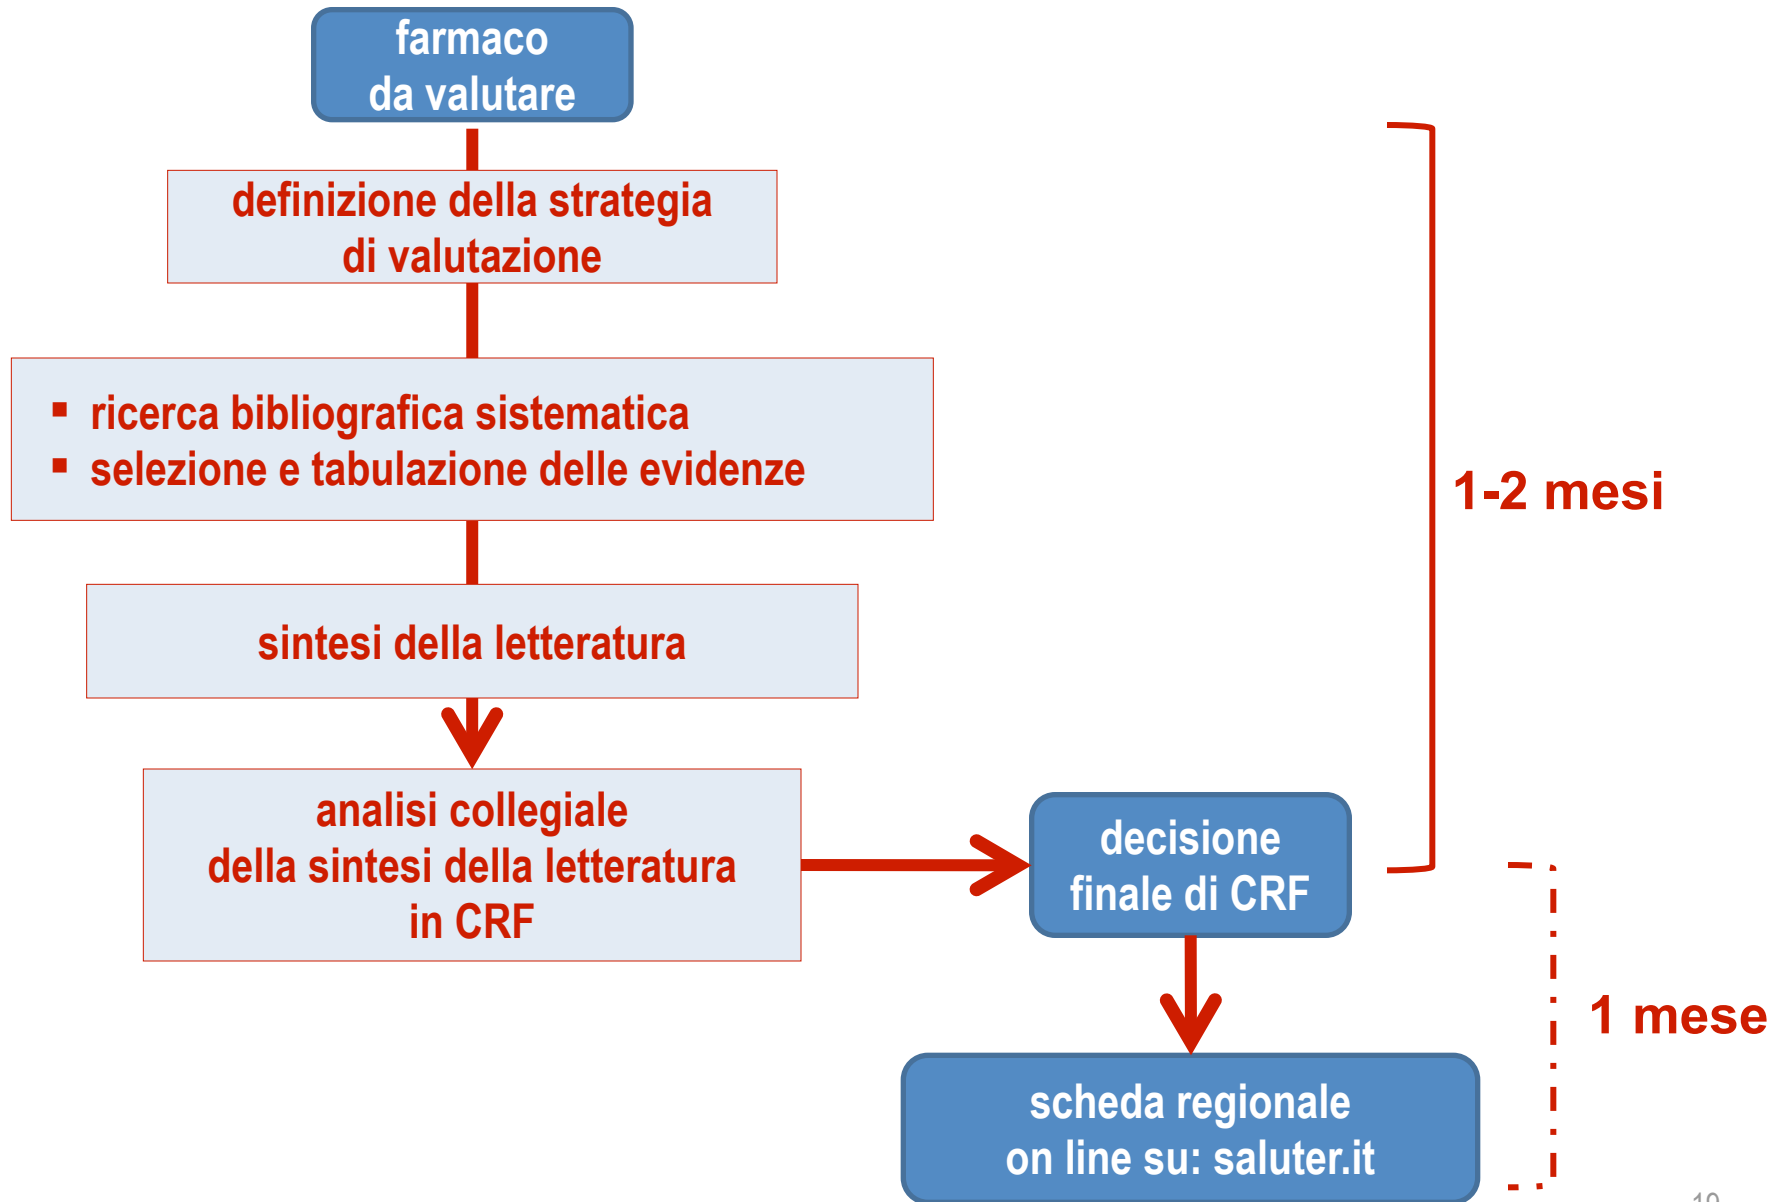 farmaco
da valutare
definizione della strategia
di valutazione
▪ ricerca bibliografica sistematica
▪ selezione e tabulazione delle evidenze
1-2 mesi
sintesi della letteratura
analisi collegiale
della sintesi della letteratura
in CRF
decisione
finale di CRF
1 mese
scheda regionale
on line su: saluter.it